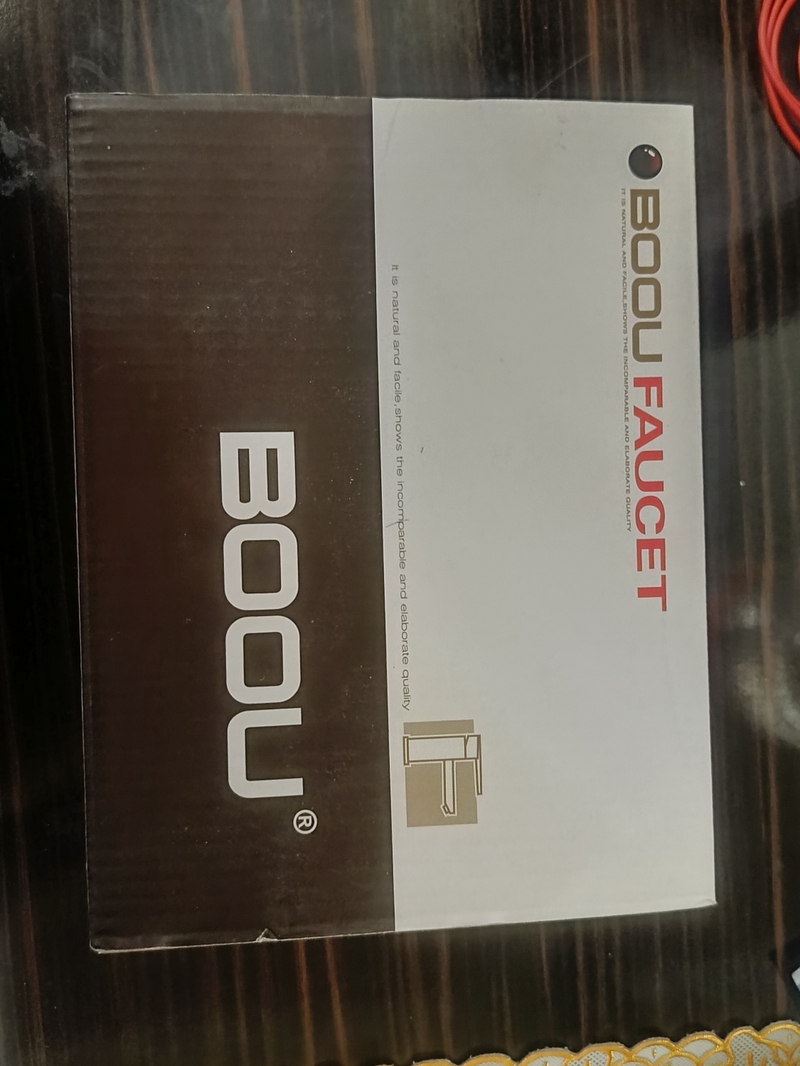 BOOU FAUCET
IT IS NATURAL AND FACILE,SHOWS THE INCOMPARABLE AND ELABORATE QUALITY
It is natural and facile,shows the incomparable and elaborate quality
BOOU®